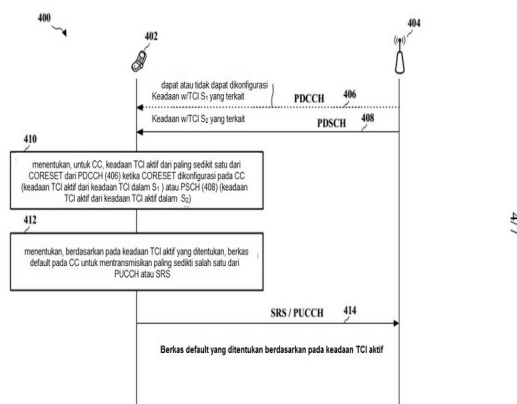 400
402
404
dapat atau tidak dapat dikonfigurasi
Keadaan w/TCI S1 yang terkait
PDCCH
406
Keadaan w/TCI S2 yang terkait
PDSCH
408
410
menentukan, untuk CC, keadaan TCI aktif dari paling sedikit satu dari
CORESET dari PDCCH (406) ketika CORESET dikonfigurasi pada CC
(keadaan TCI aktif dari keadaan TCI dalam S1 ) atau PSCH (408) (keadaan
TCI aktif dari keadaan TCI aktif dalam S2)
412
menentukan, berdasarkan pada keadaan TCI aktif yang ditentukan, berkas
default pada CC untuk mentransmisikan paling sedikti salah satu dari
PUCCH atau SRS
SRS / PUCCH
414
Berkas default yang ditentukan berdasarkan pada keadaan TCI aktif
4/7